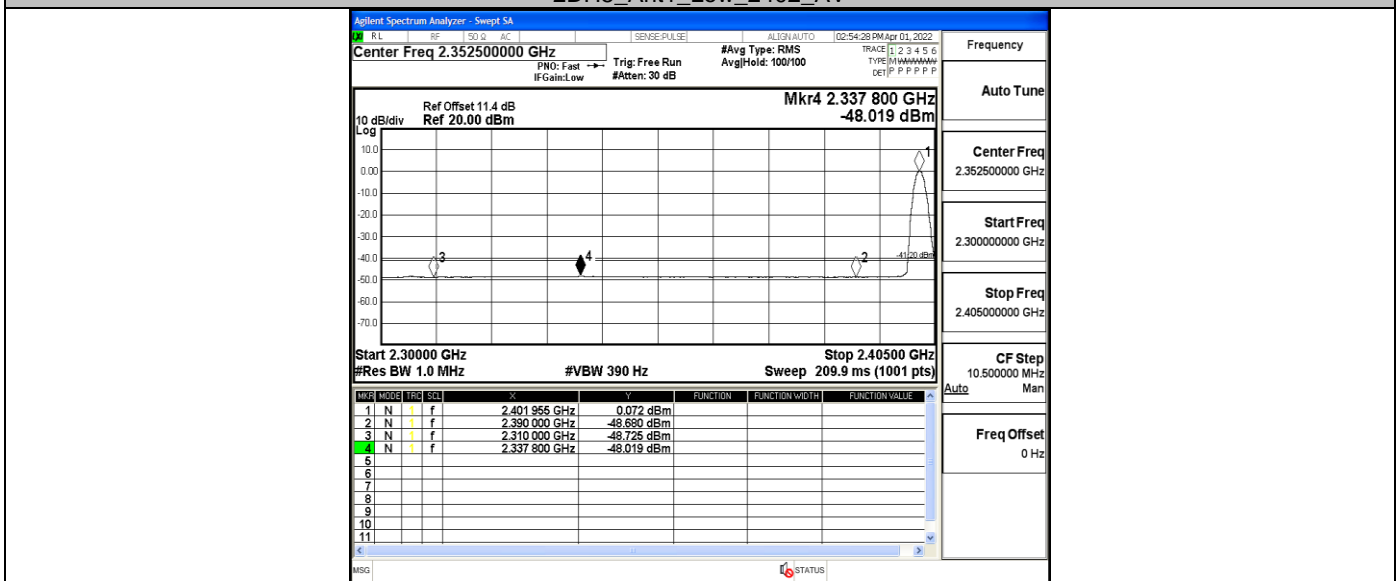 Agilent Spectrum Analyzer - Swept SA
RL RF 50 Ω AC SENSE:PULSE ALIGNAUTO 02:54:28 PM Apr 01, 2022
Center Freq 2.352500000 GHz
PNO: Fast
IFGain:Low
Trig: Free Run
#Atten: 30 dB
#Avg Type: RMS
Avg|Hold: 100/100
TRACE 1 2 3 4 5 6
TYPE M WWWWW
DET P P P P P P
Ref Offset 11.4 dB
10 dB/div Ref 20.00 dBm
Log
Mkr4 2.337 800 GHz
-48.019 dBm
10.0
0.00
-10.0
-20.0
-30.0
-40.0
-50.0
-60.0
-70.0
1
3
4
2
-41.20 dBm
Start 2.30000 GHz Stop 2.40500 GHz
#Res BW 1.0 MHz #VBW 390 Hz Sweep 209.9 ms (1001 pts)
MKR MODE TRC SCL X Y FUNCTION FUNCTION WIDTH FUNCTION VALUE
1 N 1 f 2.401 955 GHz 0.072 dBm
2 N 1 f 2.390 000 GHz -48.680 dBm
3 N 1 f 2.310 000 GHz -48.725 dBm
4 N 1 f 2.337 800 GHz -48.019 dBm
5
6
7
8
9
10
11
MSG STATUS
Frequency
Auto Tune
Center Freq
2.352500000 GHz
Start Freq
2.300000000 GHz
Stop Freq
2.405000000 GHz
CF Step
10.500000 MHz
Auto Man
Freq Offset
0 Hz